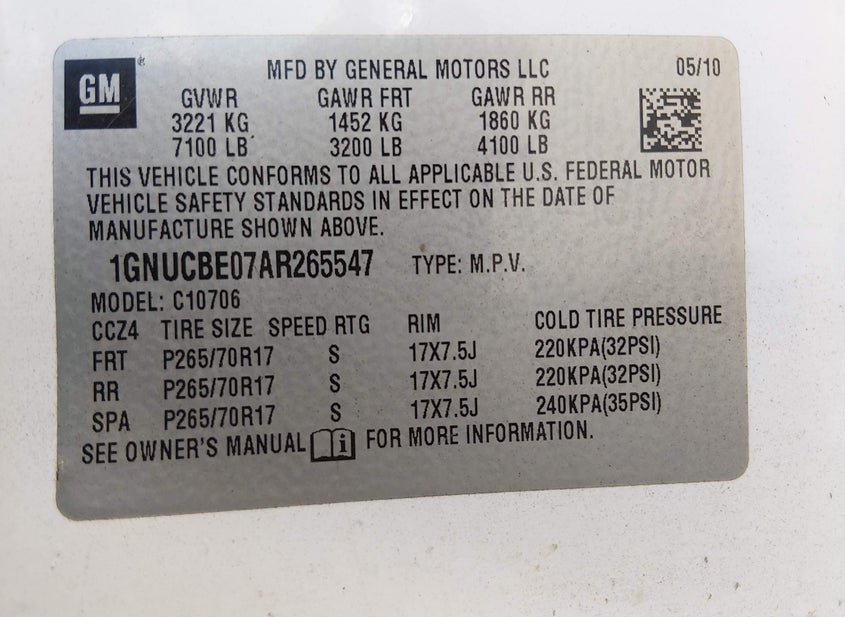 GM
MFD BY GENERAL MOTORS LLC 05/10
GVWR GAWR FRT GAWR RR
3221 KG 1452 KG 1860 KG
7100 LB 3200 LB 4100 LB
THIS VEHICLE CONFORMS TO ALL APPLICABLE U.S. FEDERAL MOTOR
VEHICLE SAFETY STANDARDS IN EFFECT ON THE DATE OF
MANUFACTURE SHOWN ABOVE.
1GNUCBE07AR265547 TYPE: M.P.V.
MODEL: C10706
CCZ4 TIRE SIZE SPEED RTG RIM COLD TIRE PRESSURE
FRT P265/70R17 S 17X7.5J 220KPA(32PSI)
RR P265/70R17 S 17X7.5J 220KPA(32PSI)
SPA P265/70R17 S 17X7.5J 240KPA(35PSI)
SEE OWNER'S MANUAL i FOR MORE INFORMATION.